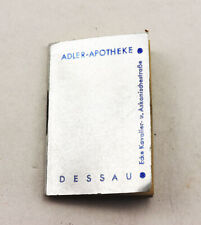 ADLER-APOTHEKE
Ecke Kavalier- u. Askanischestraße
DESSAU